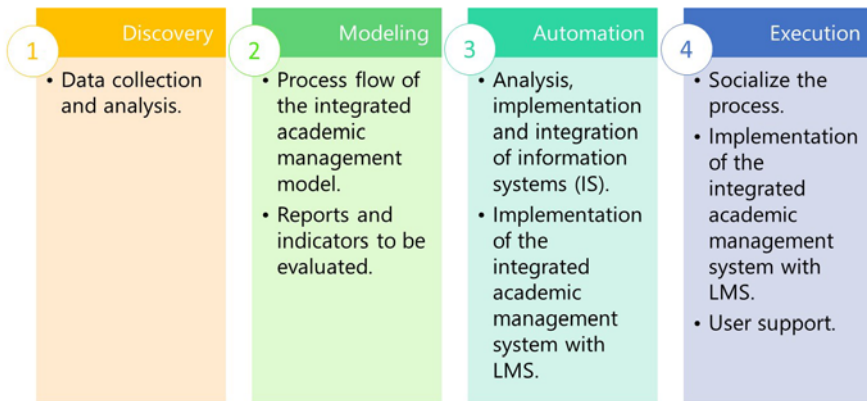 1
Discovery
• Data collection
and analysis.
2
Modeling
• Process flow of
the integrated
academic
management
model.
• Reports and
indicators to be
evaluated.
3
Automation
• Analysis,
implementation
and integration
of information
systems (IS).
• Implementation
of the
integrated
academic
management
system with
LMS.
4
Execution
• Socialize the
process.
• Implementation
of the
integrated
academic
management
system with
LMS.
• User support.